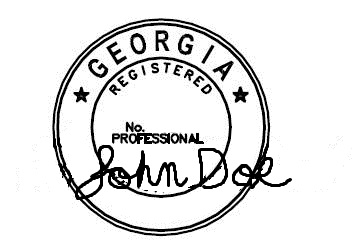 ★ GEORGIA ★
REGISTERED
No.
PROFESSIONAL
John Doe